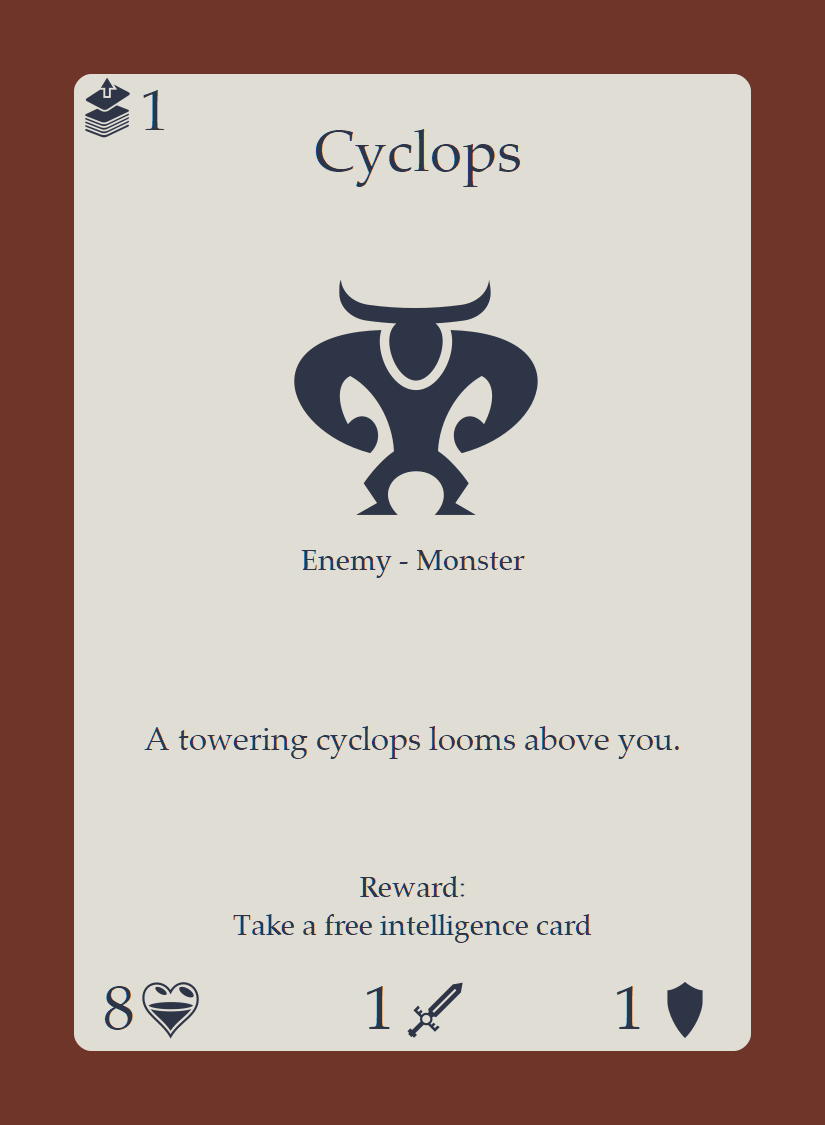 1
Cyclops
Enemy - Monster
A towering cyclops looms above you.
Reward:
Take a free intelligence card
8 1 1